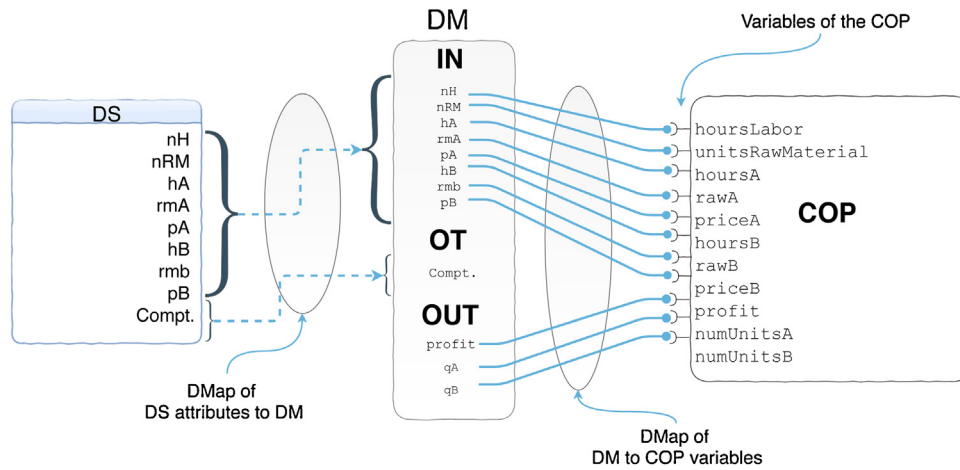 DS
nH
nRM
hA
rmA
pA
hB
rmb
pB
Compt.
DMap of
DS attributes to DM
DM
IN
nH
nRM
hA
rmA
pA
hB
rmb
pB
OT
Compt.
OUT
profit
qA
qB
DMap of
DM to COP variables
Variables of the COP
hoursLabor
unitsRawMaterial
hoursA
rawA
priceA
hoursB
rawB
priceB
profit
numUnitsA
numUnitsB
COP